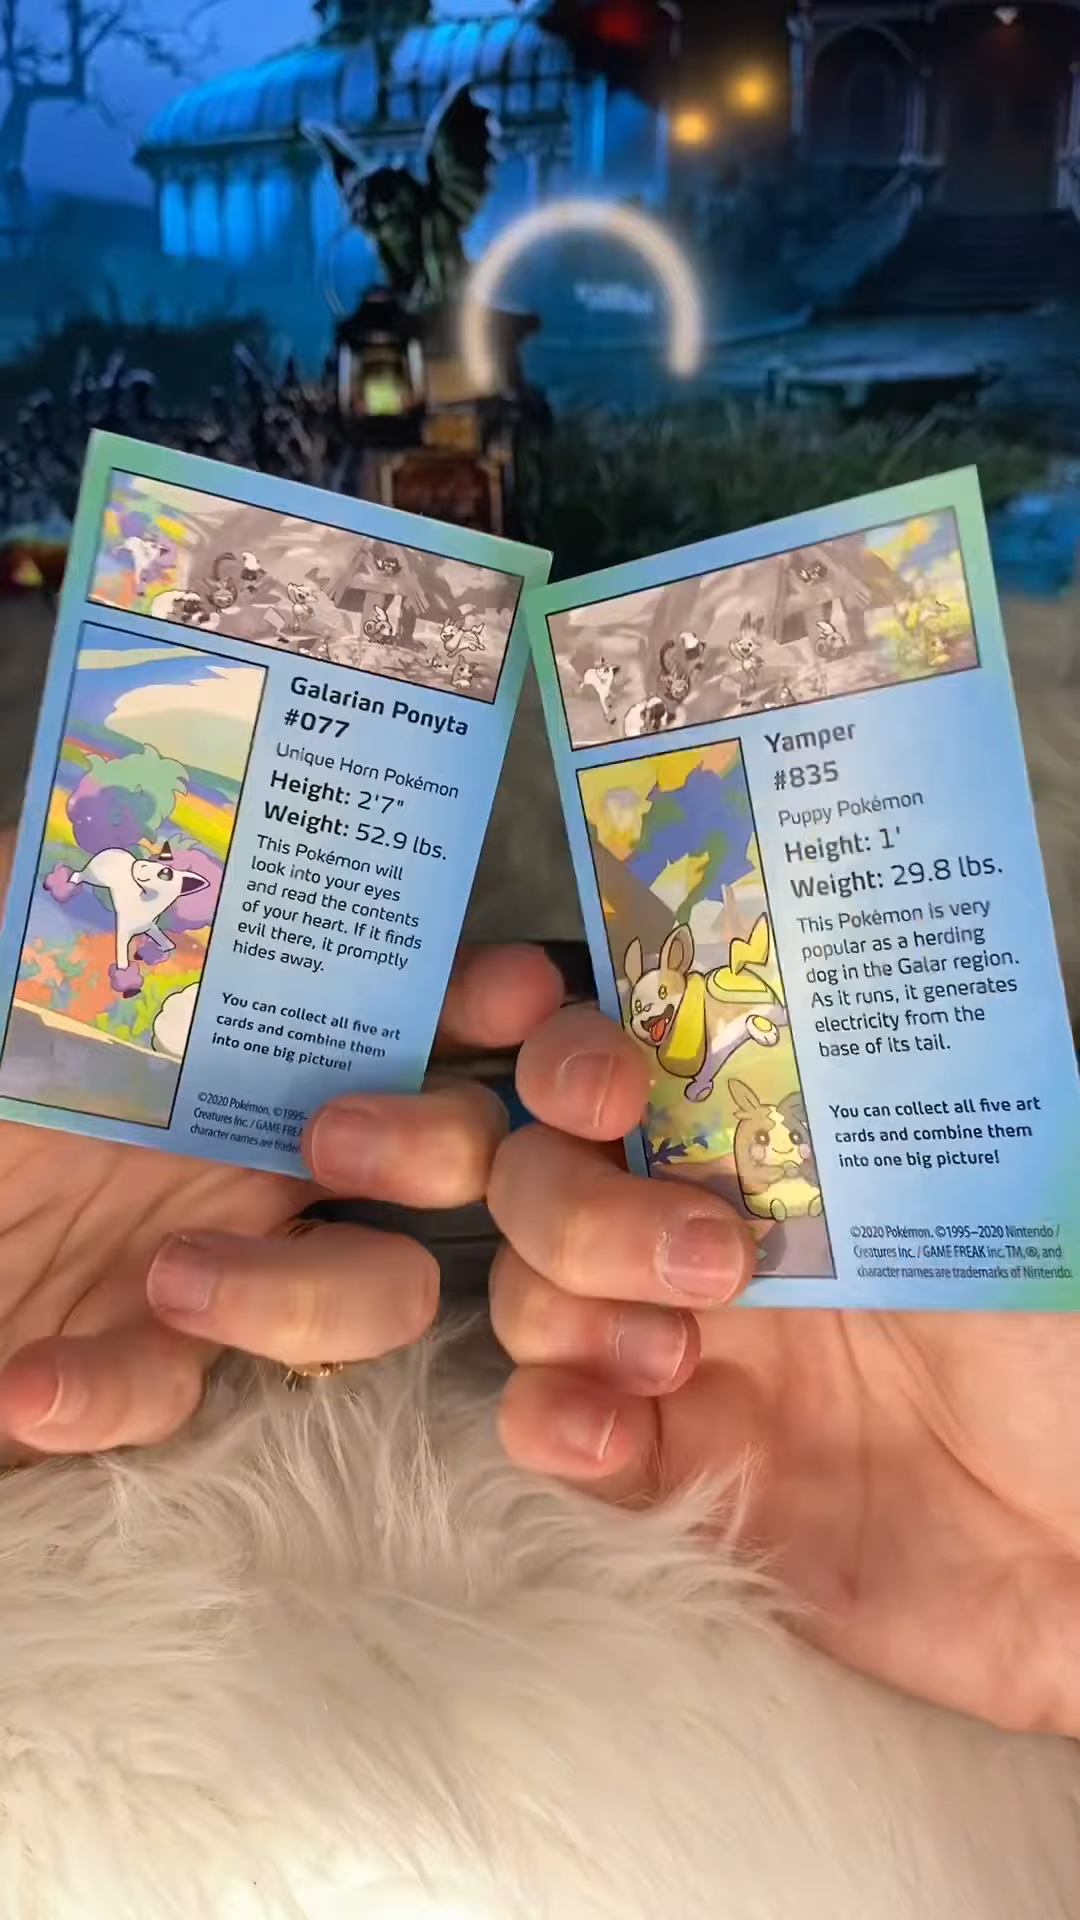 Galarian Ponyta
#077
Unique Horn Pokémon
Height: 2'7"
Weight: 52.9 lbs.
This Pokémon will
look into your eyes
and read the contents
of your heart. If it finds
evil there, it promptly
hides away.
You can collect all five art
cards and combine them
into one big picture!
©2020 Pokémon. ©1995–
Creatures Inc. / GAME FREA
character names are
Yamper
#835
Puppy Pokémon
Height: 1'
Weight: 29.8 lbs.
This Pokémon is very
popular as a herding
dog in the Galar region.
As it runs, it generates
electricity from the
base of its tail.
You can collect all five art
cards and combine them
into one big picture!
©2020 Pokémon. ©1995–2020 Nintendo /
Creatures Inc. / GAME FREAK inc. TM,®, and
character names are trademarks of Nintendo.